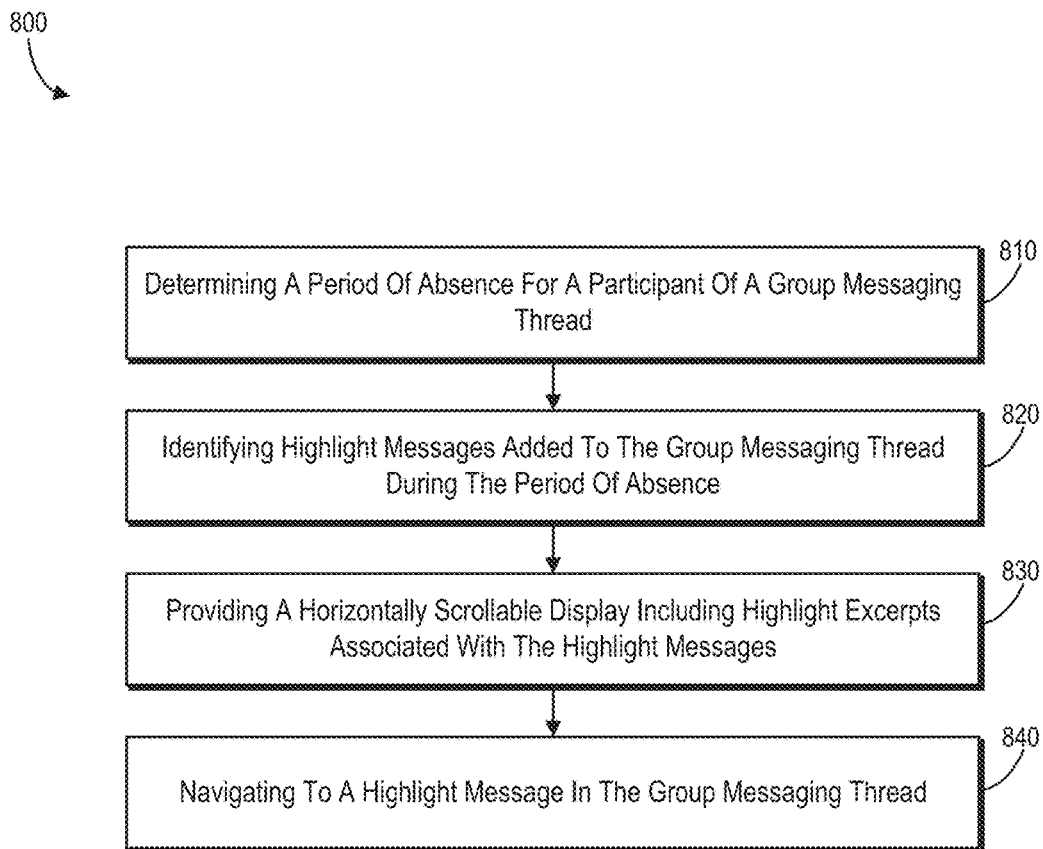 800
Determining A Period Of Absence For A Participant Of A Group Messaging
Thread
810
Identifying Highlight Messages Added To The Group Messaging Thread
During The Period Of Absence
820
Providing A Horizontally Scrollable Display Including Highlight Excerpts
Associated With The Highlight Messages
830
Navigating To A Highlight Message In The Group Messaging Thread
840